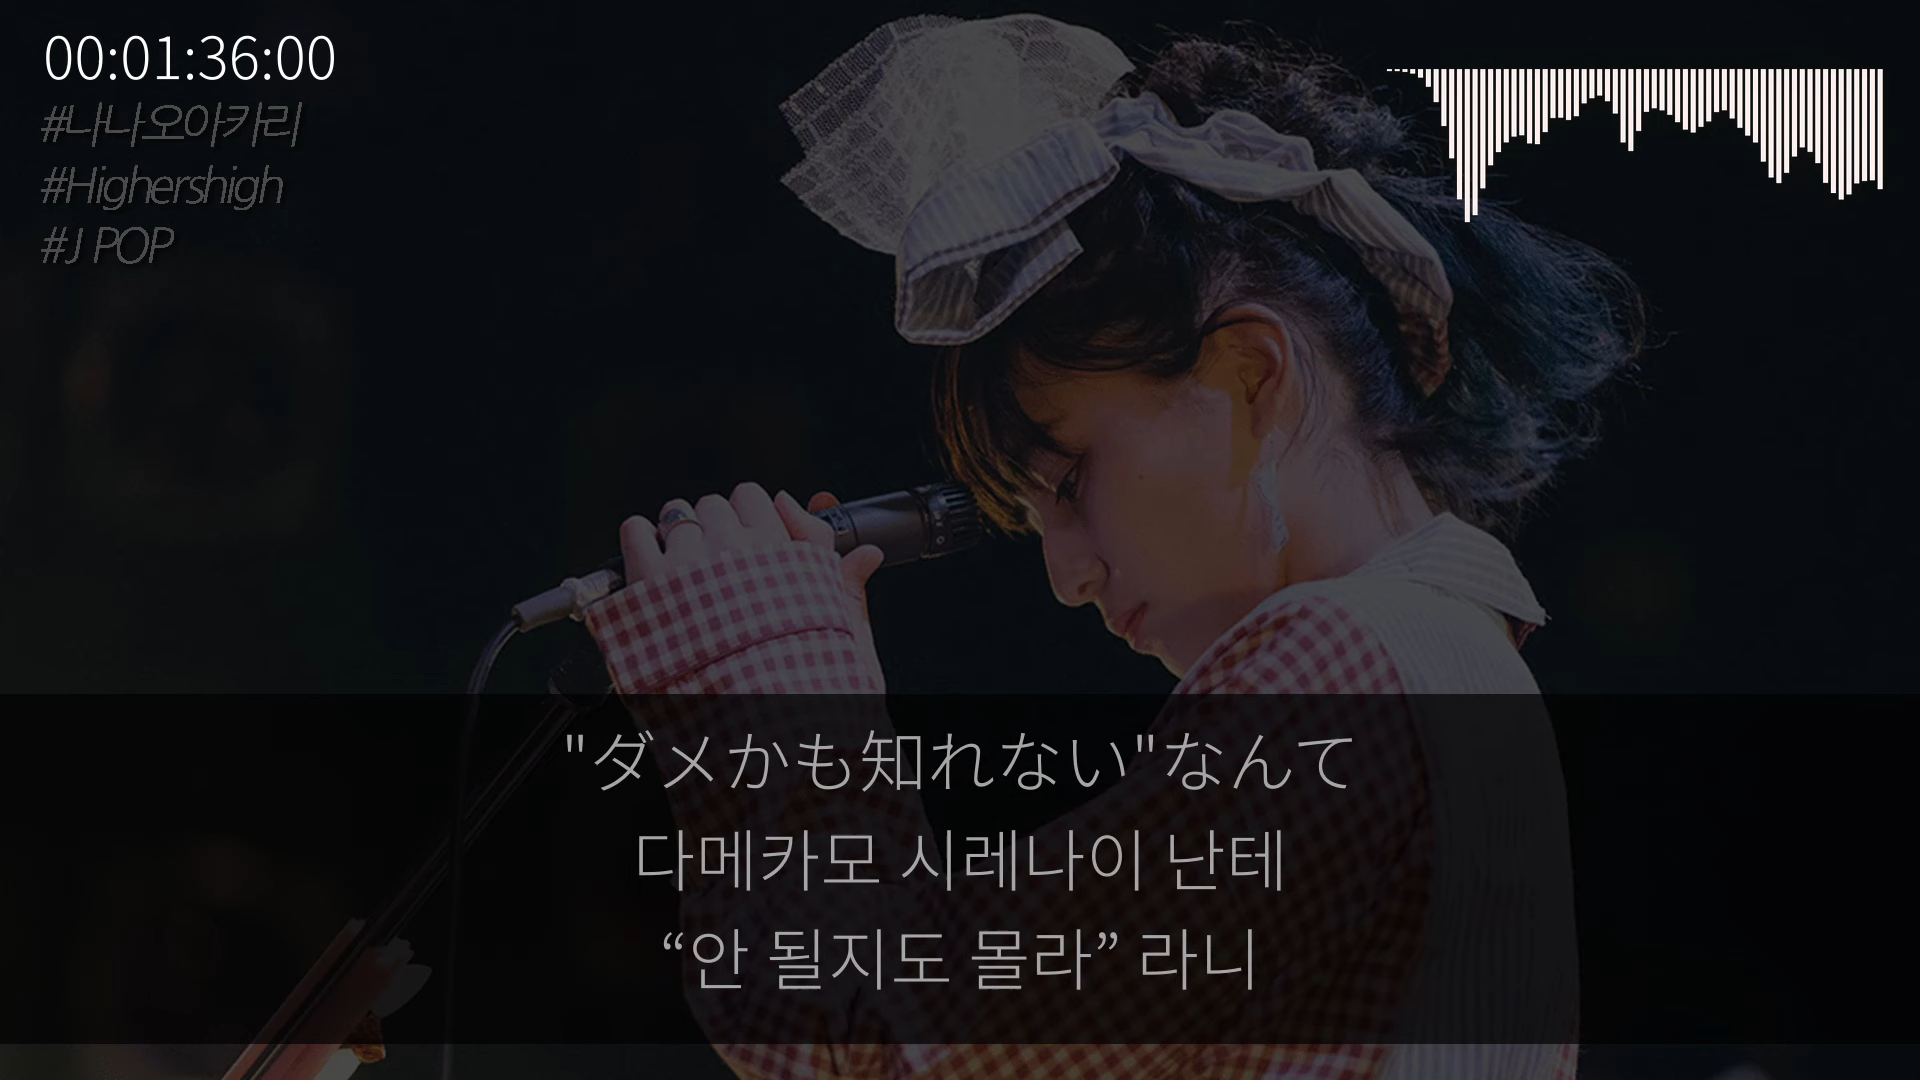 00:01:36:00
#나나오아카리
#Highershigh
#J POP
"ダメかも知れない"なんて
다메카모 시레나이 난테
“안 될지도 몰라” 라니